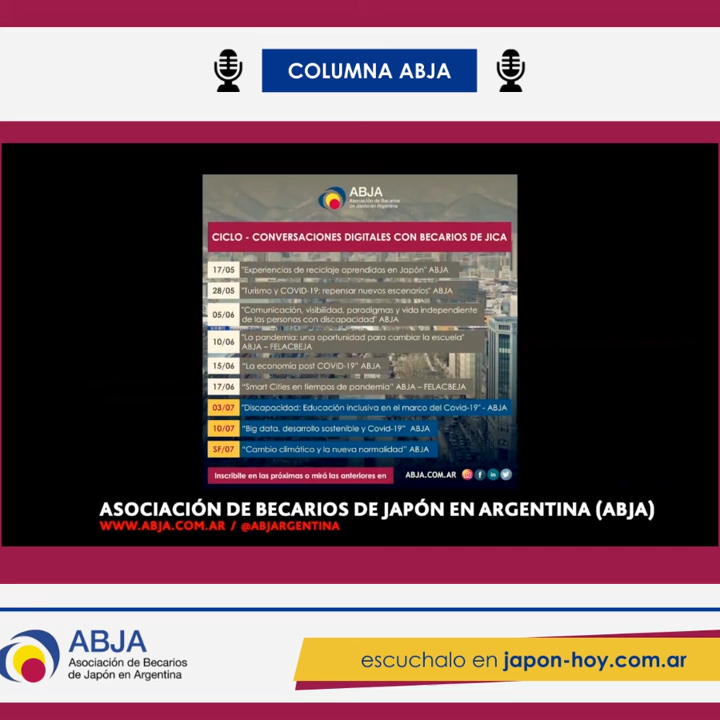 COLUMNA ABJA
ABJA
Asociación de Becarios
de Japón en Argentina
CICLO - CONVERSACIONES DIGITALES CON BECARIOS DE JICA
17/05 "Experiencias de reciclaje aprendidas en Japón" ABJA
28/05 "Turismo y COVID-19: repensar nuevos escenarios" ABJA
05/06 "Comunicación, visibilidad, paradigmas y vida independiente
de las personas con discapacidad" ABJA
10/06 "La pandemia: una oportunidad para cambiar la escuela"
ABJA – FELACBEJA
15/06 "La economía post COVID-19" ABJA
17/06 "Smart Cities en tiempos de pandemia" ABJA – FELACBEJA
03/07 "Discapacidad: Educación inclusiva en el marco del Covid-19" - ABJA
10/07 "Big data, desarrollo sostenible y Covid-19" ABJA
SF/07 "Cambio climático y la nueva normalidad" ABJA
Inscribite en las próximas o mirá las anteriores en ABJA.COM.AR
ASOCIACIÓN DE BECARIOS DE JAPÓN EN ARGENTINA (ABJA)
WWW.ABJA.COM.AR / @ABJARGENTINA
ABJA
Asociación de Becarios
de Japón en Argentina
escuchalo en japon-hoy.com.ar